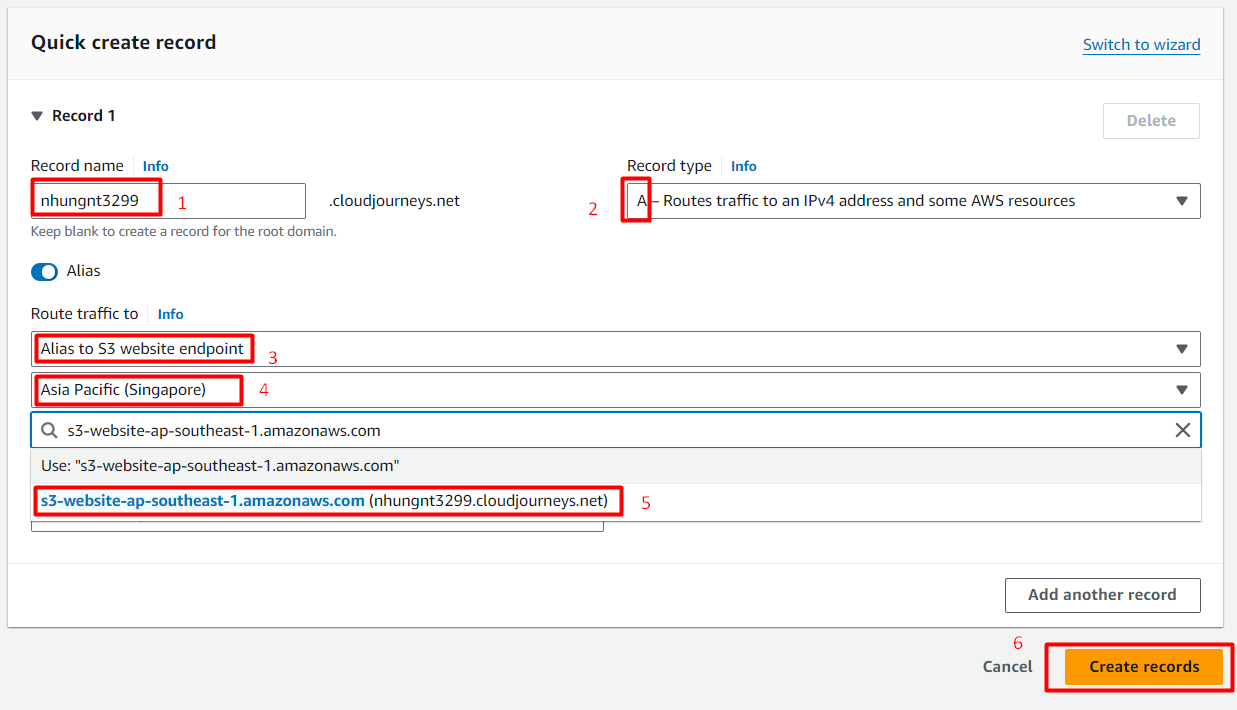 Quick create record
Switch to wizard
Record 1
Delete
Record name Info
Record type Info
nhungnt3299 1 .cloudjourneys.net
2 A – Routes traffic to an IPv4 address and some AWS resources
Keep blank to create a record for the root domain.
Alias
Route traffic to Info
Alias to S3 website endpoint 3
Asia Pacific (Singapore) 4
s3-website-ap-southeast-1.amazonaws.com
Use: "s3-website-ap-southeast-1.amazonaws.com"
s3-website-ap-southeast-1.amazonaws.com (nhungnt3299.cloudjourneys.net) 5
Add another record
6
Cancel Create records